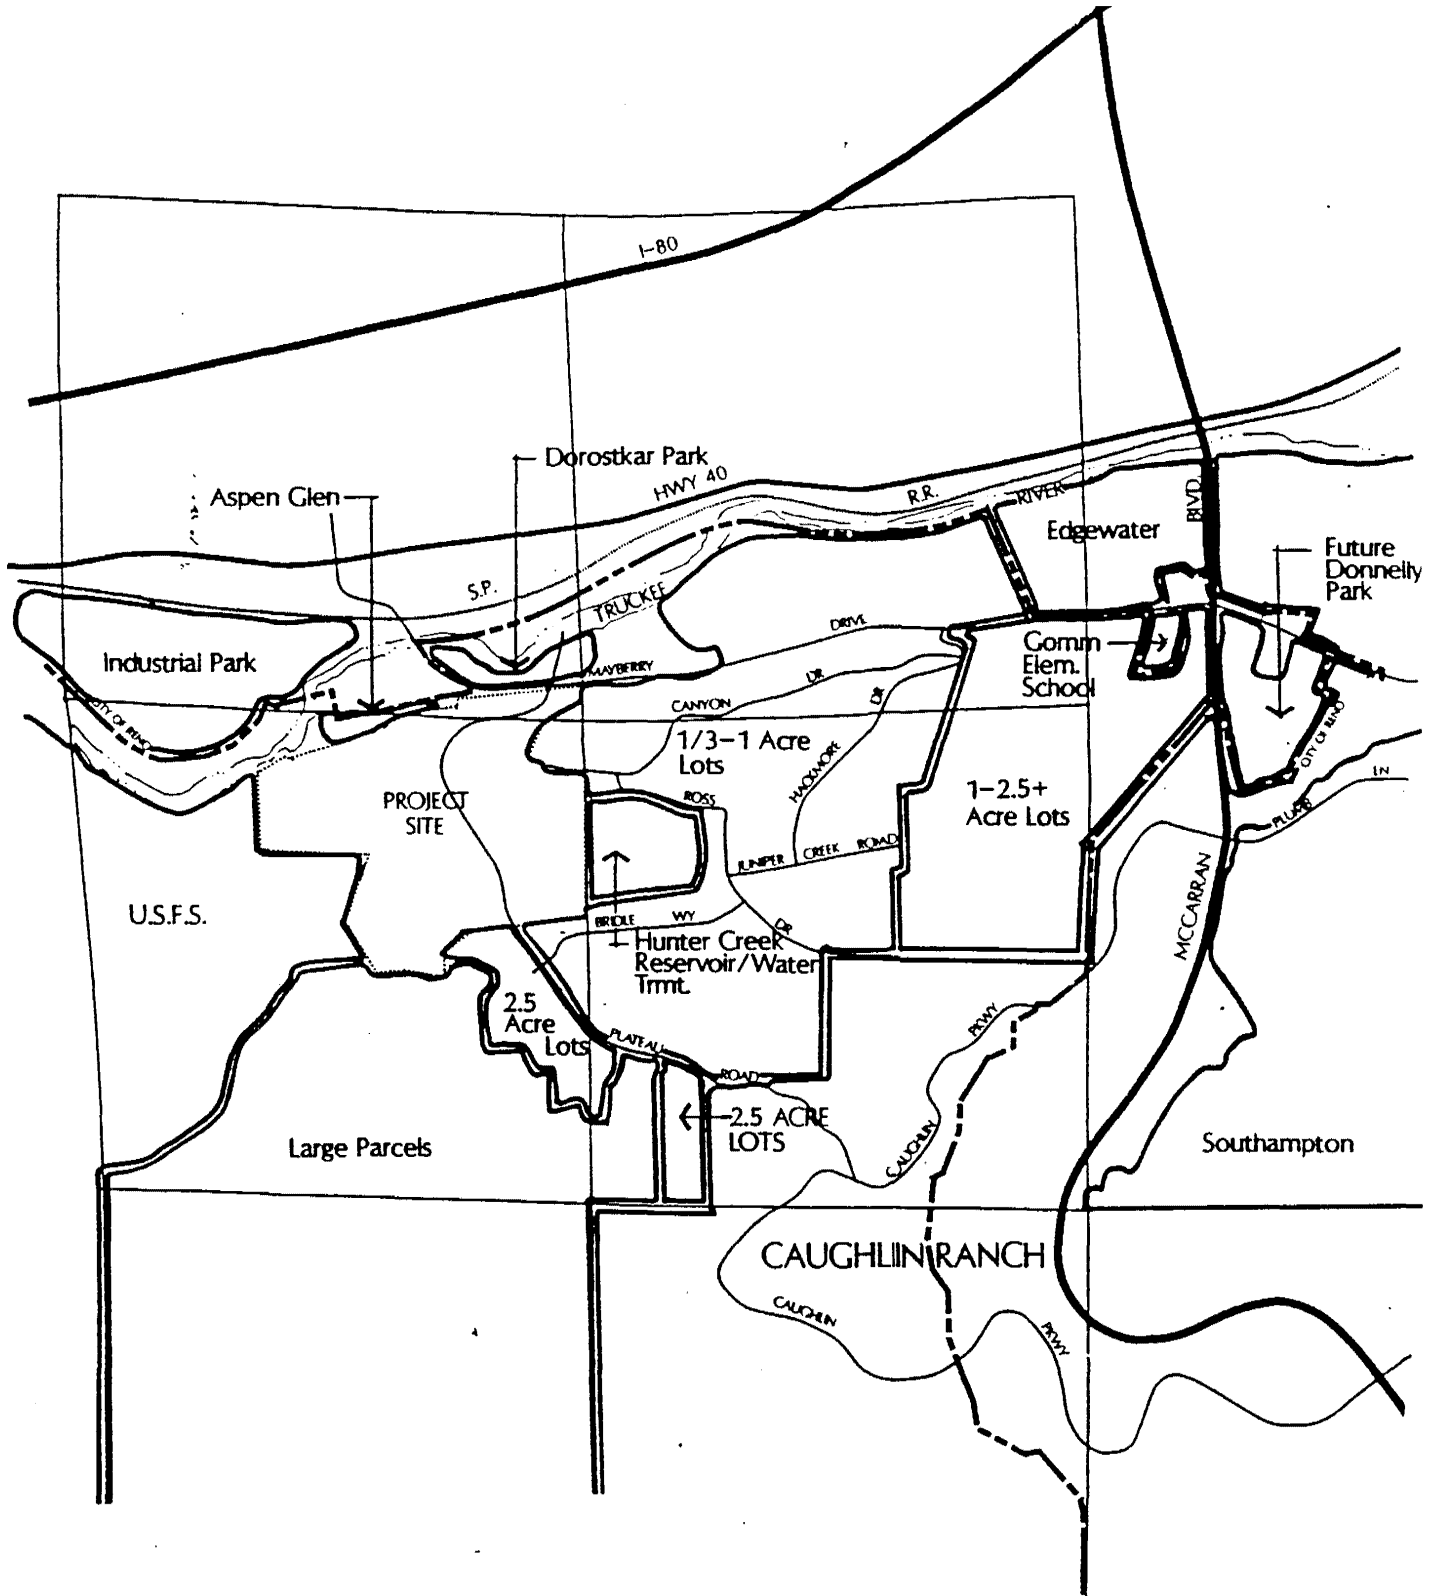 I-80
Dorostkar Park
HWY 40
Aspen Glen
R.R.
RIVER
BLVD.
Edgewater
Future
Donnelly
Park
S.P.
TRUCKEE
DRIVE
Gomm
Elem.
School
Industrial Park
MAYBERRY
DR
DR
CANYON
CITY OF RENO
CITY OF RENO
1/3-1 Acre
Lots
HACKMORE
LN
PROJECT
SITE
ROSS
1-2.5+
Acre Lots
PLUMB
JUNIPER CREEK ROAD
MCCARRAN
U.S.F.S.
BRIDLE WY
DR
Hunter Creek
Reservoir/Water
Trmt.
2.5
Acre
Lots
PKWY
PLATEAU
ROAD
2.5 ACRE
LOTS
Large Parcels
CAUGHLIN
Southampton
CAUGHLIN RANCH
CAUGHLIN
PKWY